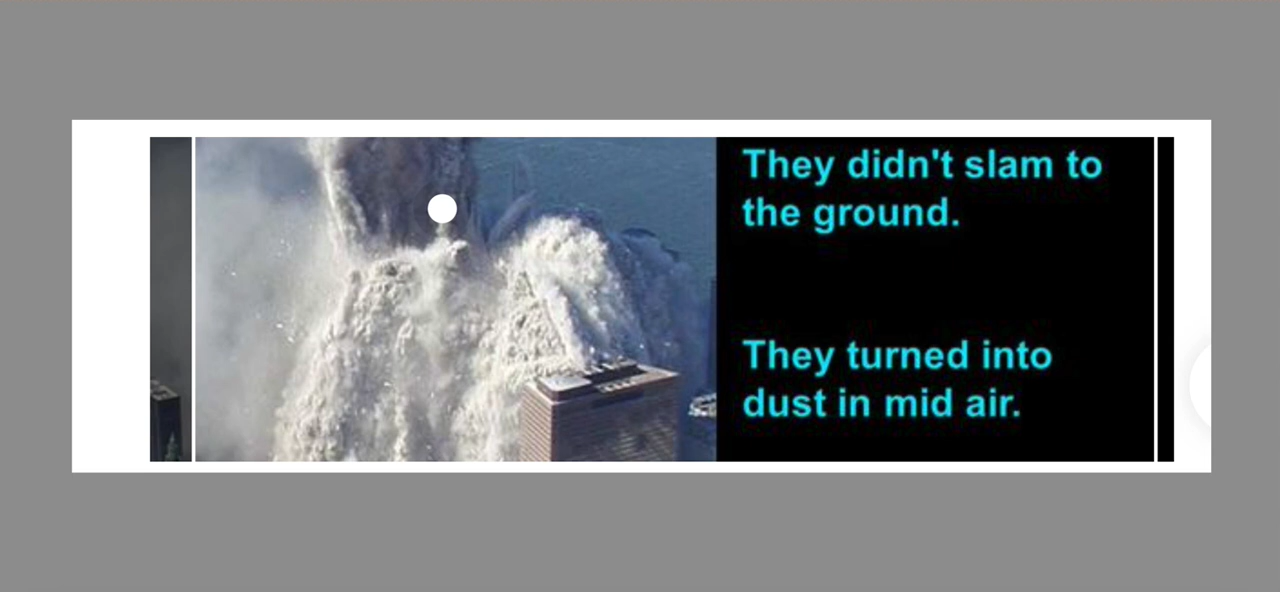 They didn't slam to
the ground.
They turned into
dust in mid air.